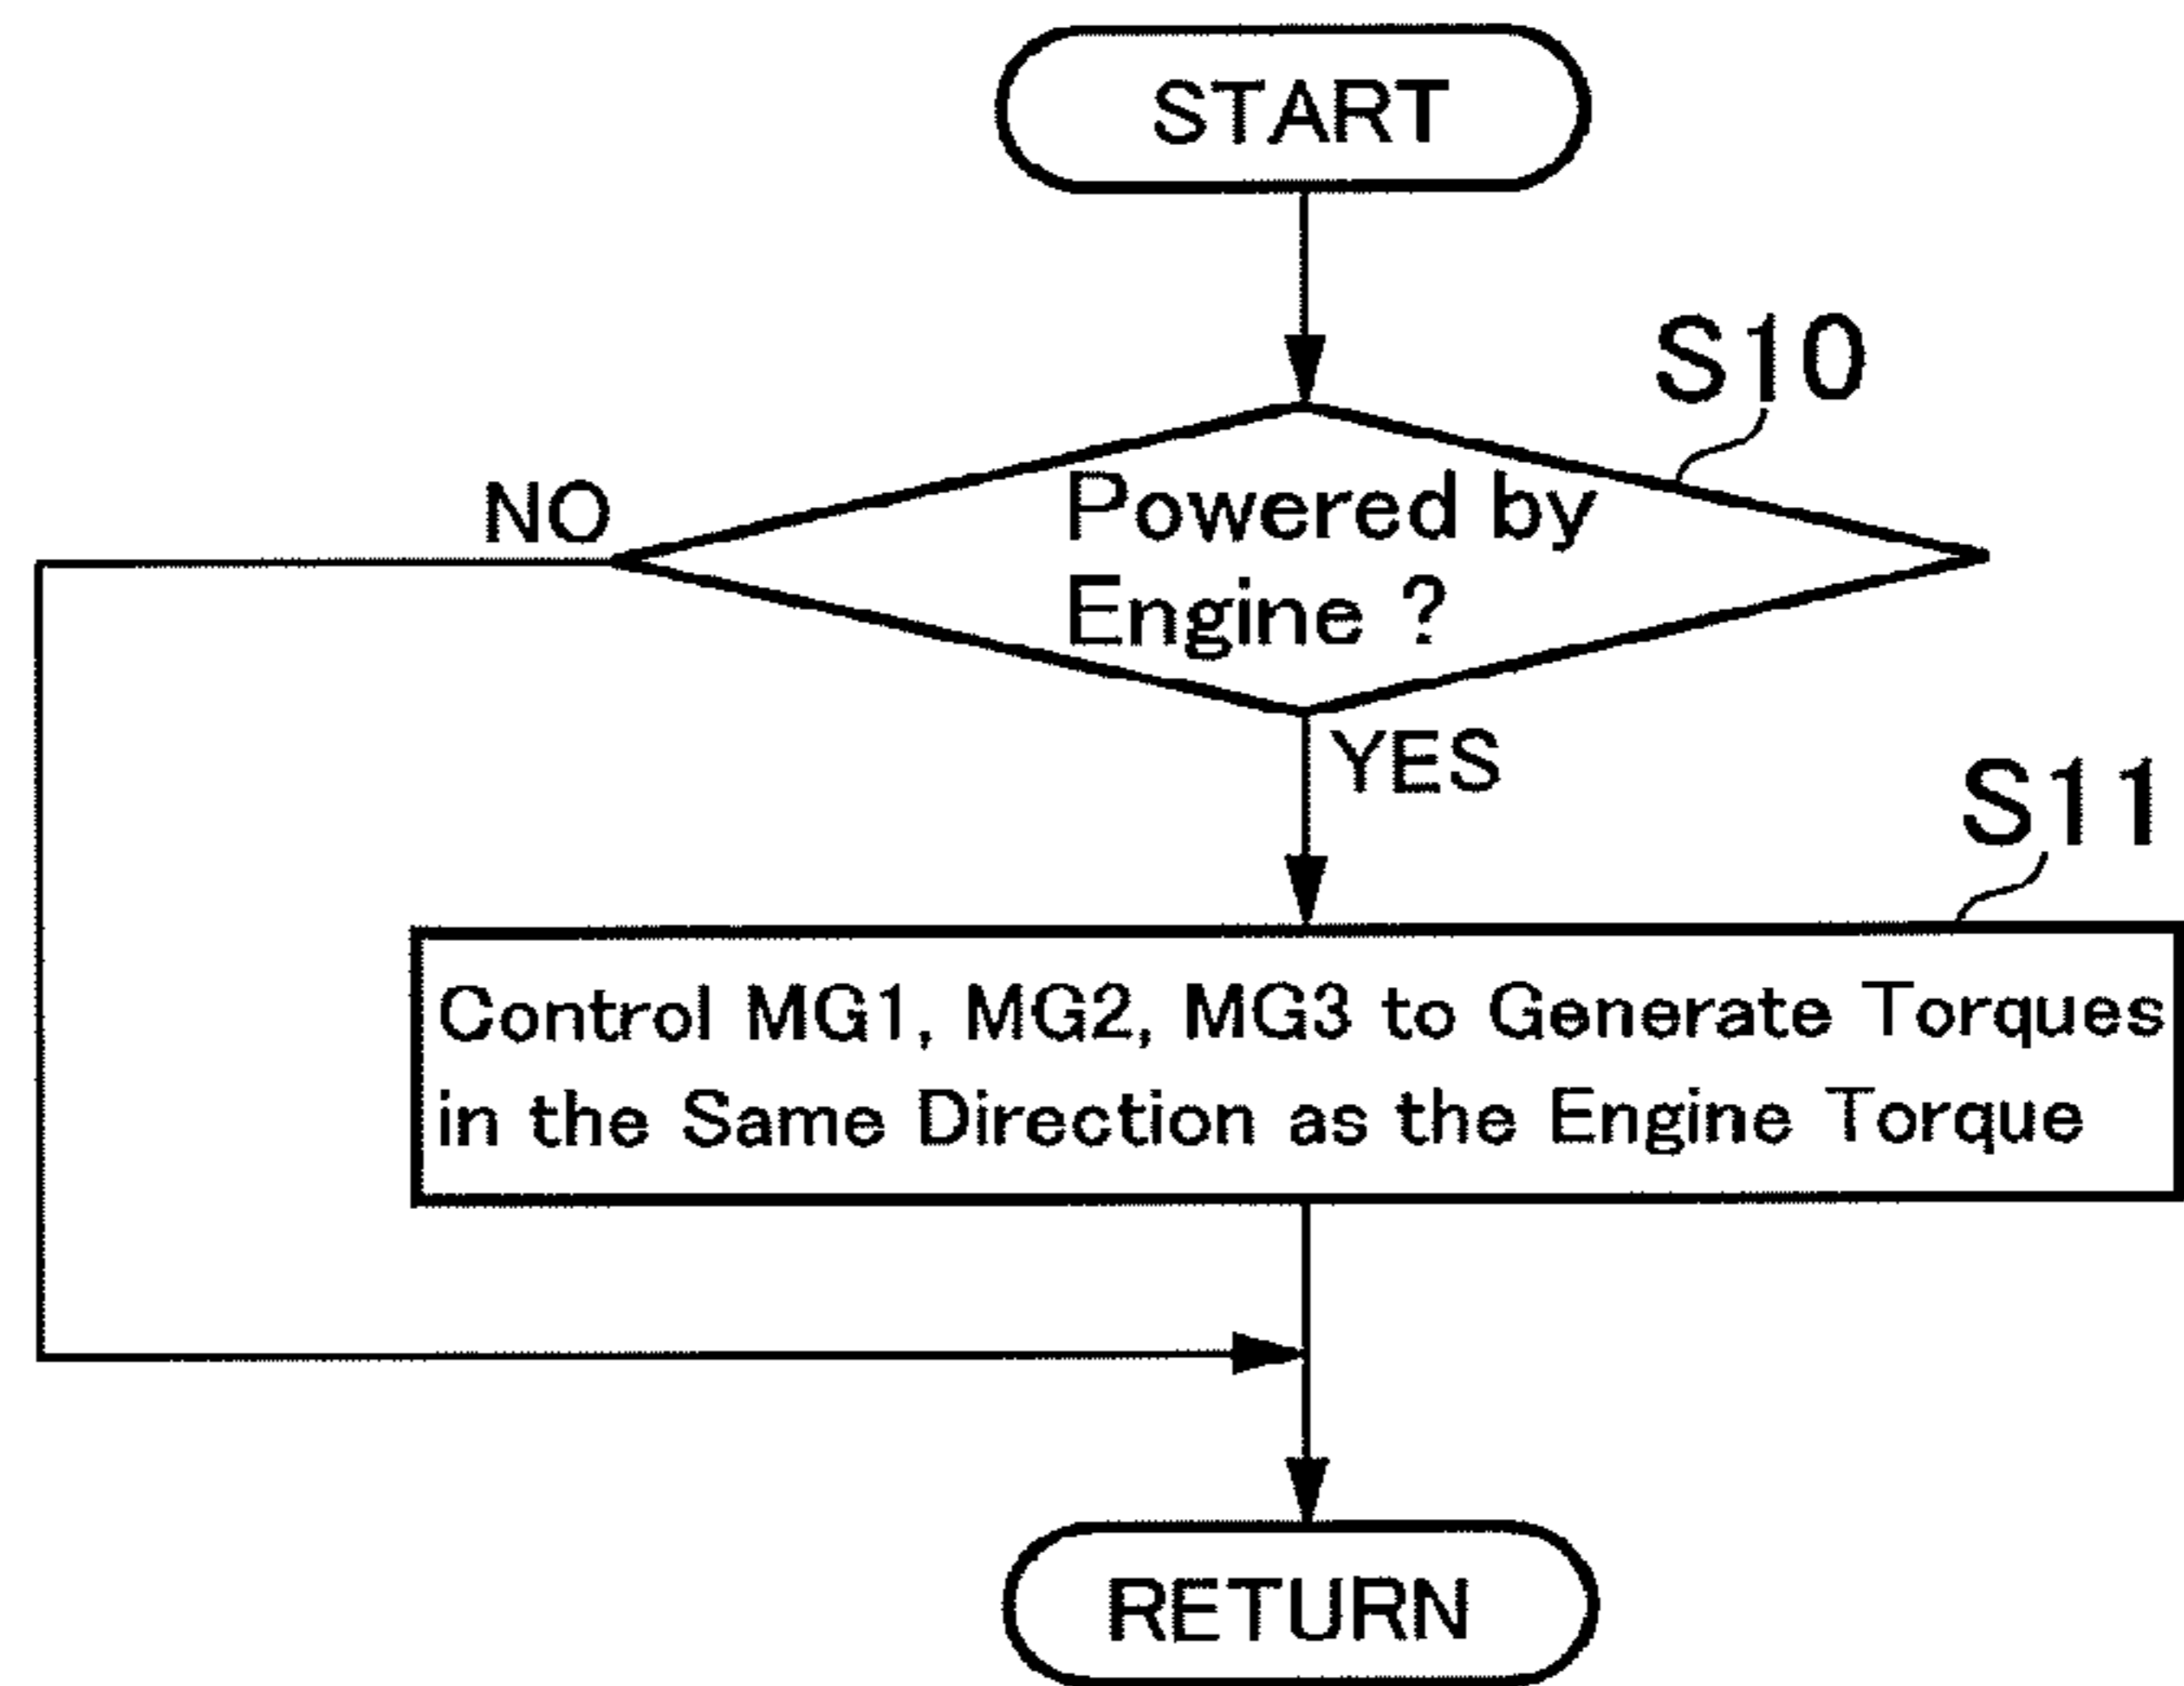 START
S10
NO
Powered by
Engine ?
YES
S11
Control MG1, MG2, MG3 to Generate Torques
in the Same Direction as the Engine Torque
RETURN